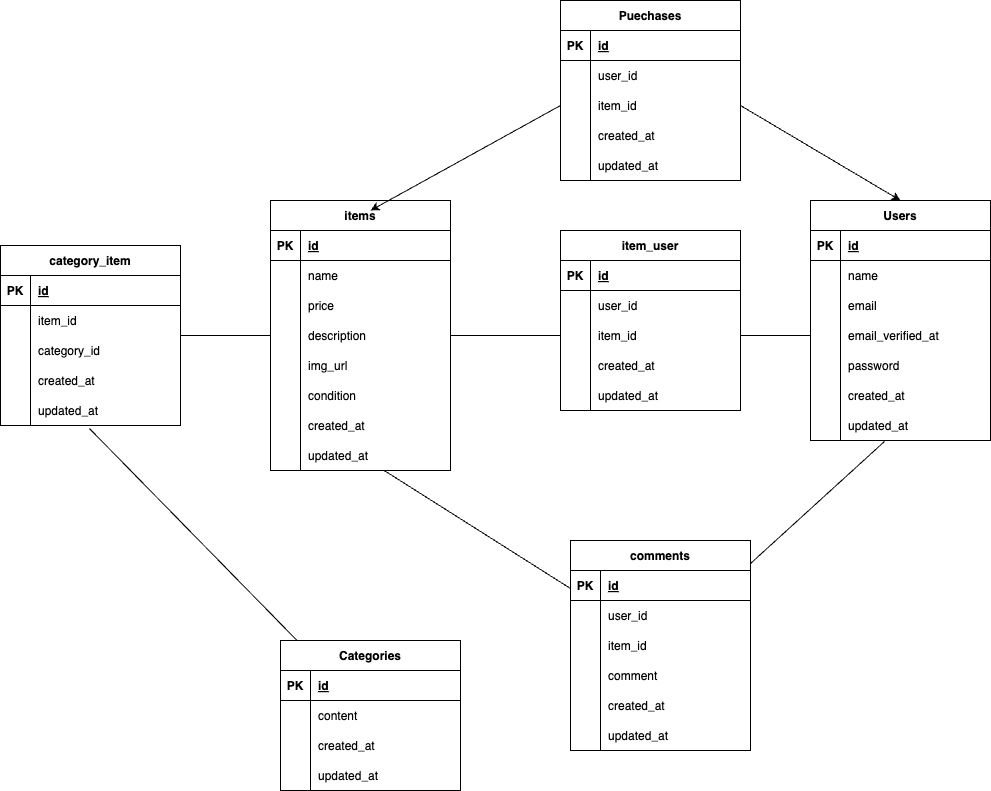 Puechases
PK id
user_id
item_id
created_at
updated_at
items
PK id
name
price
description
img_url
condition
created_at
updated_at
Users
PK id
name
email
email_verified_at
password
created_at
updated_at
item_user
PK id
user_id
item_id
created_at
updated_at
category_item
PK id
item_id
category_id
created_at
updated_at
comments
PK id
user_id
item_id
comment
created_at
updated_at
Categories
PK id
content
created_at
updated_at